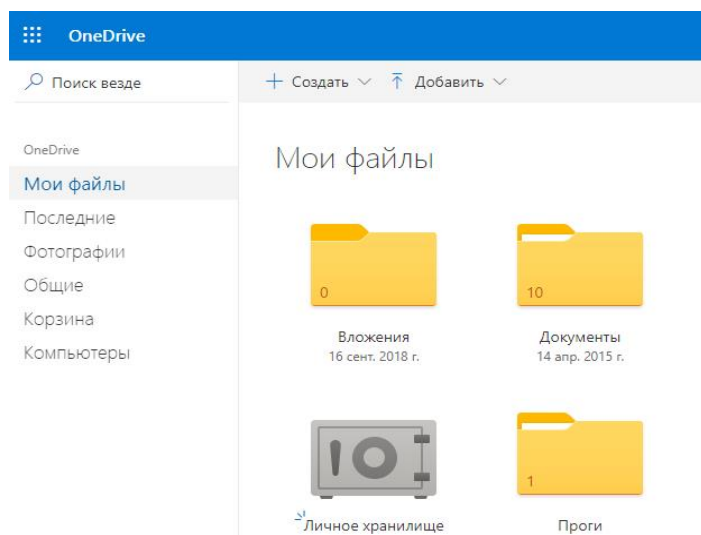 OneDrive
Поиск везде
Создать
Добавить
OneDrive
Мои файлы
Последние
Фотографии
Общие
Корзина
Компьютеры
Мои файлы
0
10
Вложения
16 сент. 2018 г.
Документы
14 апр. 2015 г.
1
Личное хранилище
Проги